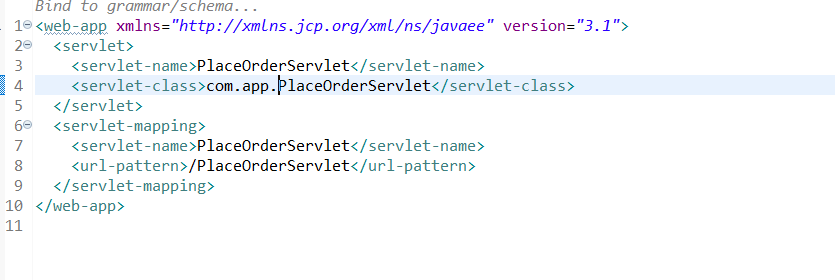 Bind to grammar/schema...
1 <web-app xmlns="http://xmlns.jcp.org/xml/ns/javaee" version="3.1">
2 <servlet>
3 <servlet-name>PlaceOrderServlet</servlet-name>
4 <servlet-class>com.app.PlaceOrderServlet</servlet-class>
5 </servlet>
6 <servlet-mapping>
7 <servlet-name>PlaceOrderServlet</servlet-name>
8 <url-pattern>/PlaceOrderServlet</url-pattern>
9 </servlet-mapping>
10 </web-app>
11